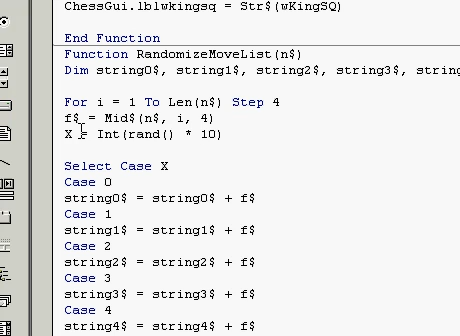 ChessGui.lblwkingsq = Str$(wKingSQ)
End Function
Function RandomizeMoveList(n$)
Dim string0$, string1$, string2$, string3$, string
For i = 1 To Len(n$) Step 4
f$ = Mid$(n$, i, 4)
X = Int(rand() * 10)
Select Case X
Case 0
string0$ = string0$ + f$
Case 1
string1$ = string1$ + f$
Case 2
string2$ = string2$ + f$
Case 3
string3$ = string3$ + f$
Case 4
string4$ = string4$ + f$